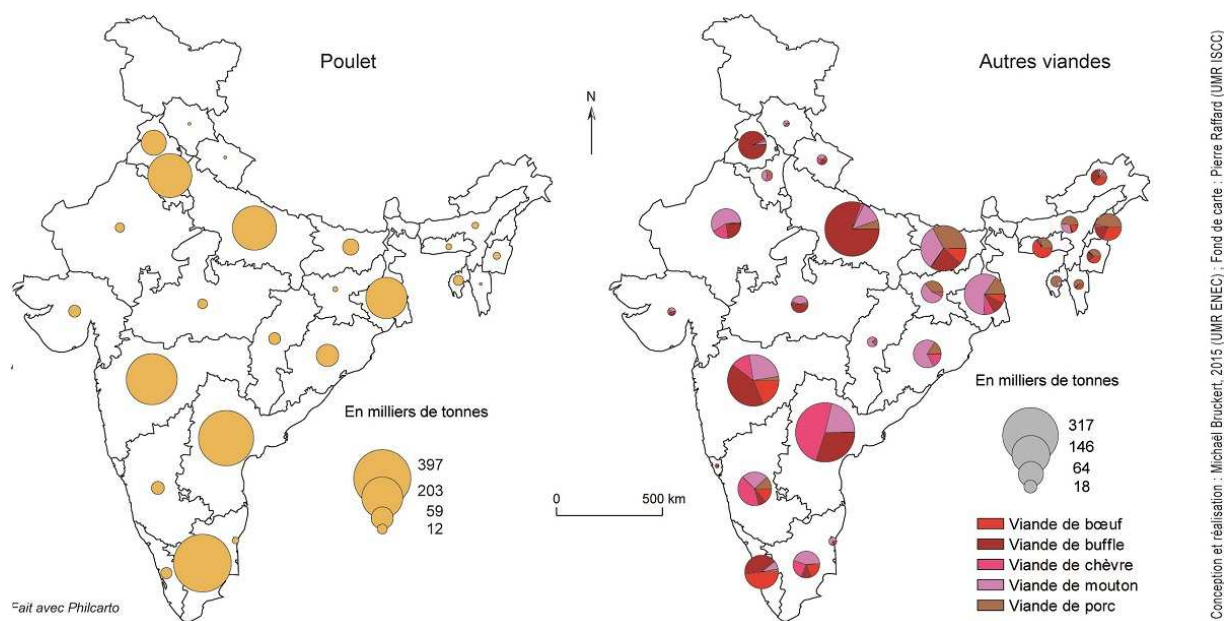 Poulet
Autres viandes
N
En milliers de tonnes
397
203
59
12
0 500 km
En milliers de tonnes
317
146
64
18
Viande de bœuf
Viande de buffle
Viande de chèvre
Viande de mouton
Viande de porc
Fait avec Philcarto
Conception et réalisation : Michaël Bruckert, 2015 (UMR ENEC) ; Fond de carte : Pierre Raffard (UMR ISCC)